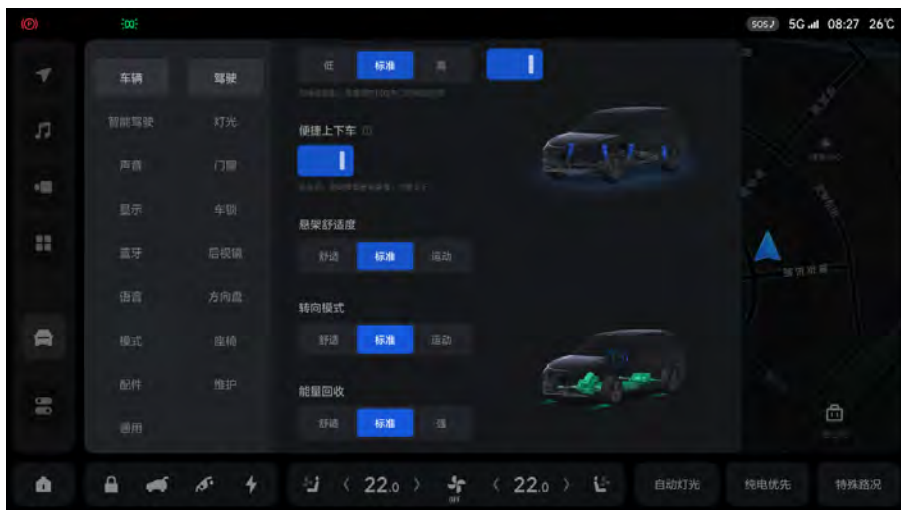 SOS 5G 08:27 26℃
车辆 驾驶
智能驾驶 灯光
声音 门窗
显示 车锁
蓝牙 后视镜
语言 方向盘
模式 座椅
配件 维护
通用
低 标准 高
便捷上下车
悬架舒适度
舒适 标准 运动
转向模式
舒适 标准 运动
能量回收
舒适 标准 强
22.0 OFF 22.0
自动灯光 纯电优先 特殊路况